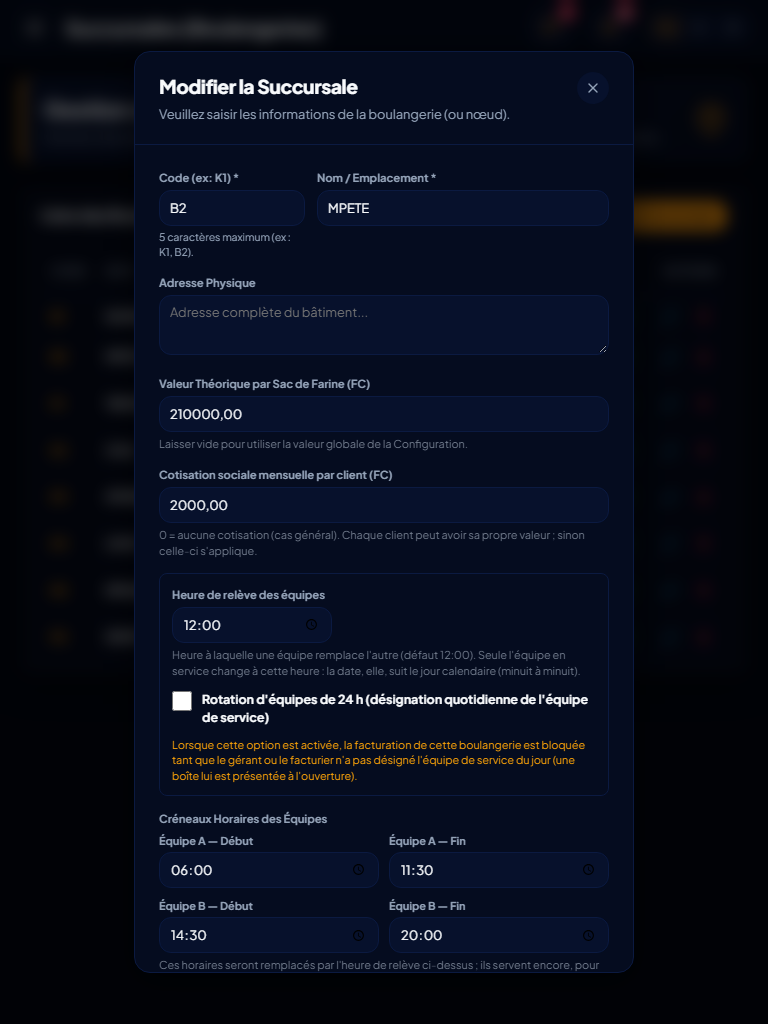 Modifier la Succursale
Veuillez saisir les informations de la boulangerie (ou nœud).
Code (ex: K1) *
Nom / Emplacement *
B2
MPETE
5 caractères maximum (ex :
K1, B2).
Adresse Physique
Adresse complète du bâtiment...
Valeur Théorique par Sac de Farine (FC)
210000,00
Laisser vide pour utiliser la valeur globale de la Configuration.
Cotisation sociale mensuelle par client (FC)
2000,00
0 = aucune cotisation (cas général). Chaque client peut avoir sa propre valeur ; sinon
celle-ci s'applique.
Heure de relève des équipes
12:00
Heure à laquelle une équipe remplace l'autre (défaut 12:00). Seule l'équipe en
service change à cette heure : la date, elle, suit le jour calendaire (minuit à minuit).
Rotation d'équipes de 24 h (désignation quotidienne de l'équipe
de service)
Lorsque cette option est activée, la facturation de cette boulangerie est bloquée
tant que le gérant ou le facturier n'a pas désigné l'équipe de service du jour (une
boîte lui est présentée à l'ouverture).
Créneaux Horaires des Équipes
Équipe A — Début
Équipe A — Fin
06:00
11:30
Équipe B — Début
Équipe B — Fin
14:30
20:00
Ces horaires seront remplacés par l'heure de relève ci-dessus ; ils servent encore, pour